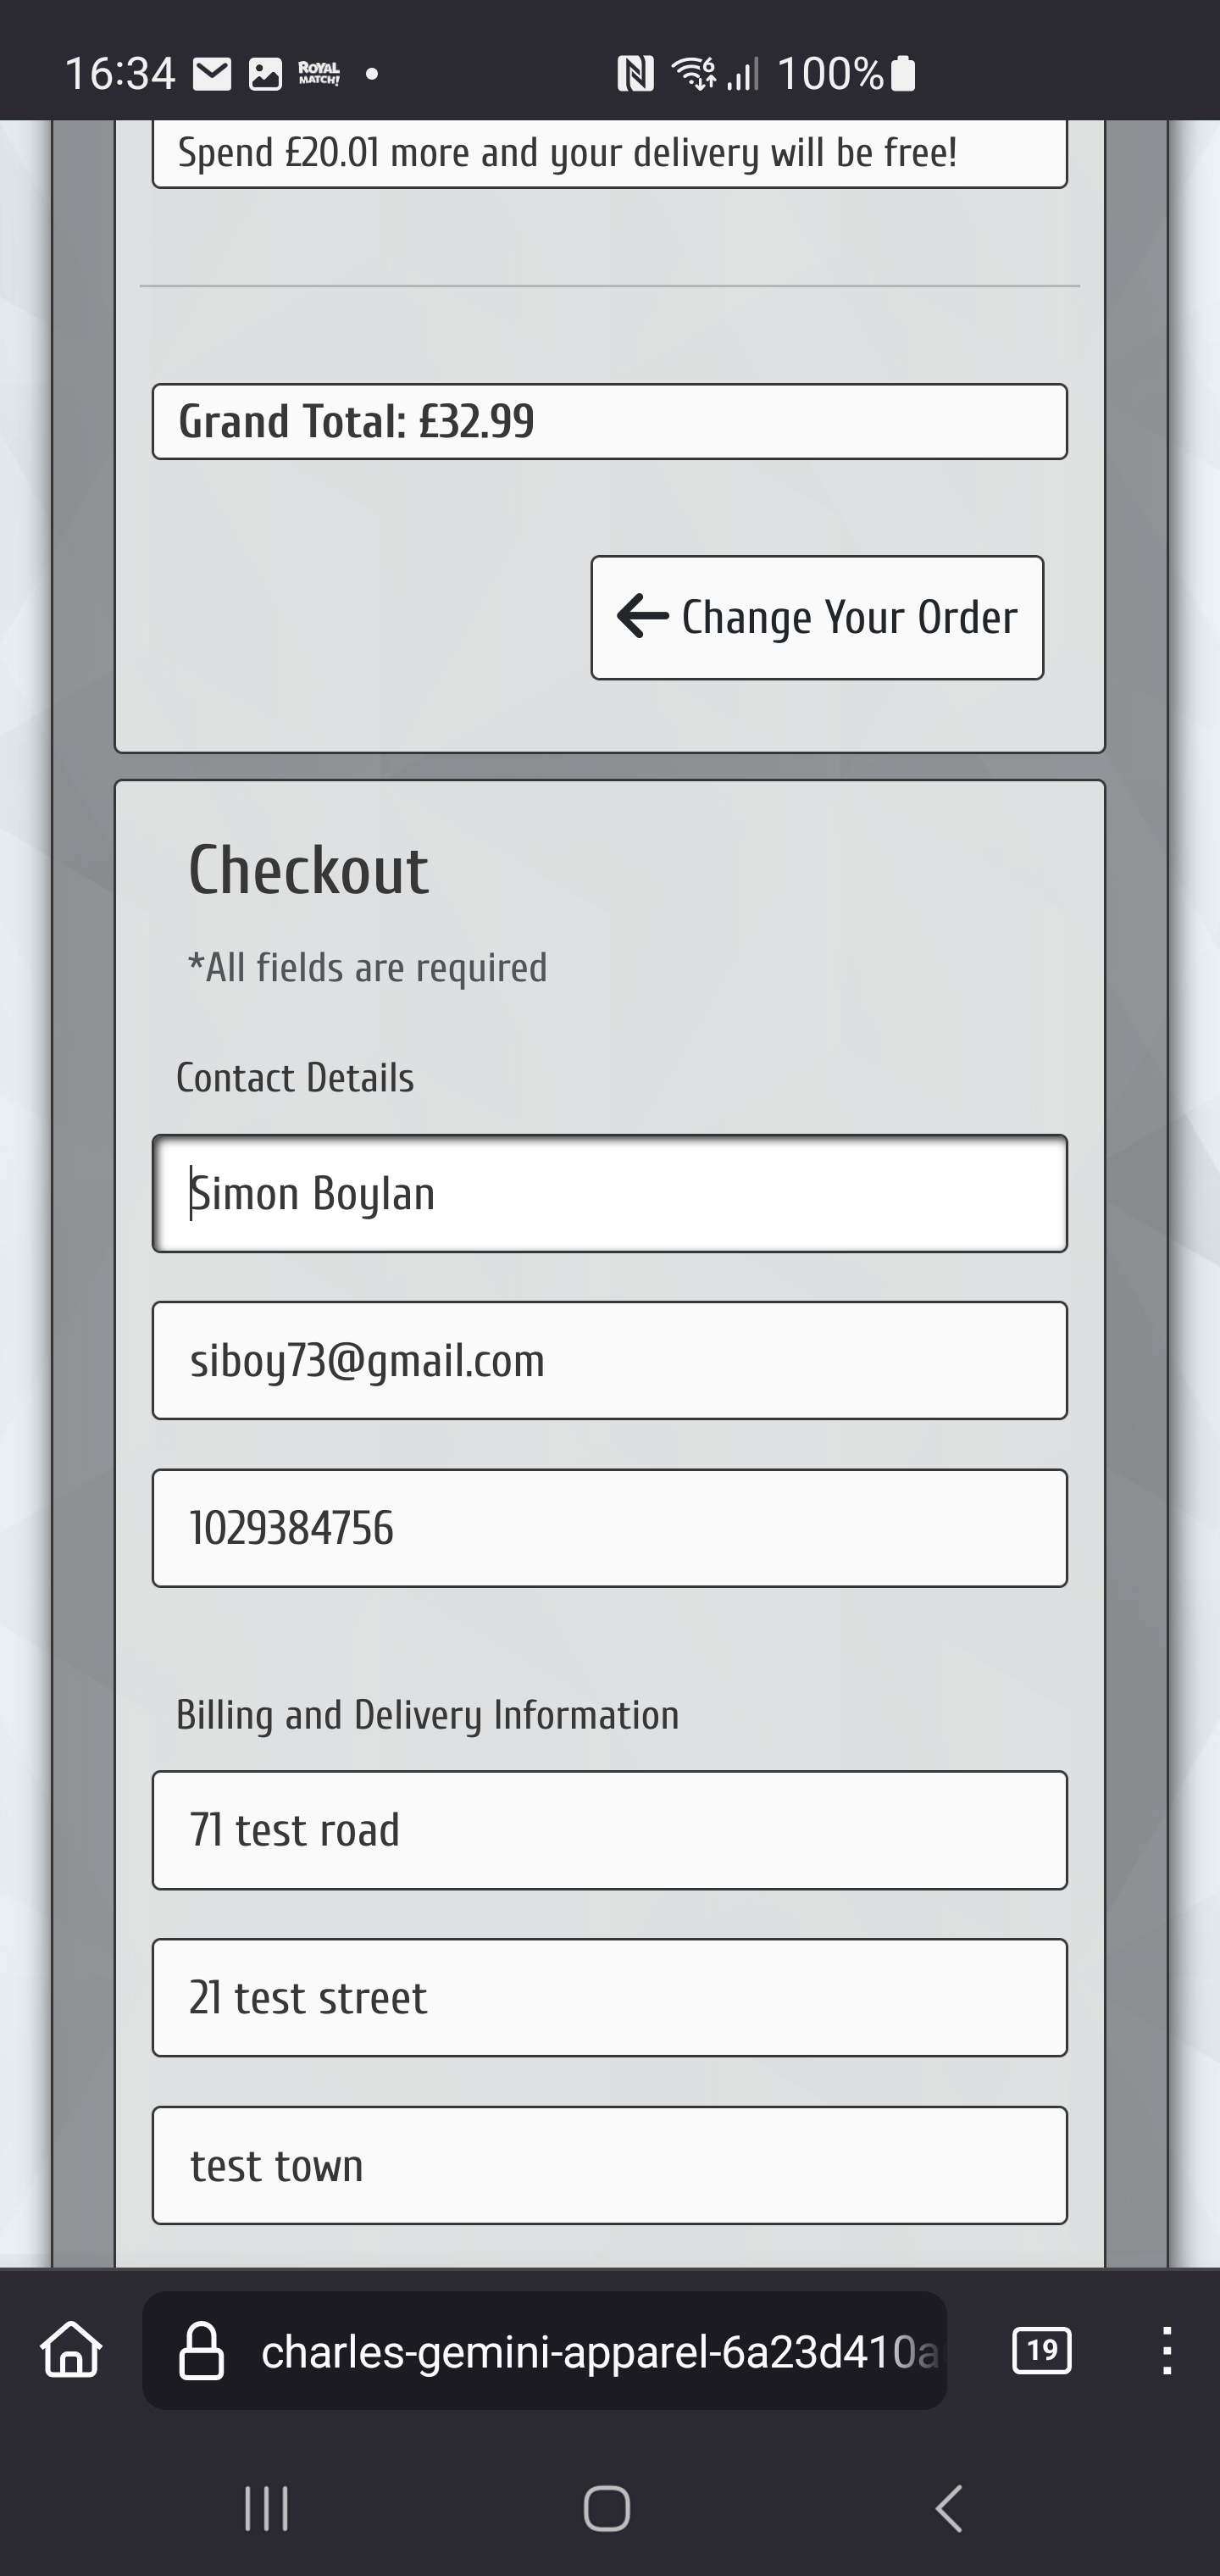 16:34 ROYAL MATCH! 6 100%
Spend £20.01 more and your delivery will be free!
Grand Total: £32.99
Change Your Order
Checkout
*All fields are required
Contact Details
Simon Boylan
siboy73@gmail.com
1029384756
Billing and Delivery Information
71 test road
21 test street
test town
charles-gemini-apparel-6a23d410a
19